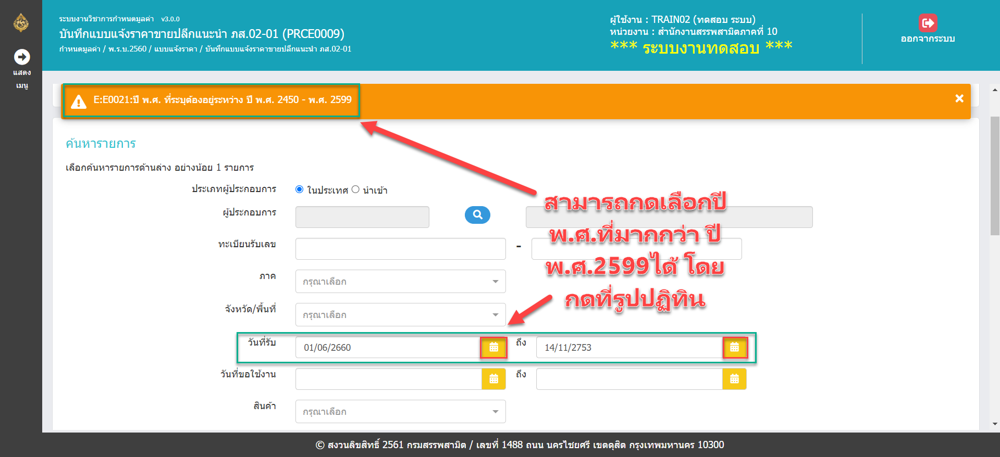 ระบบงานวิชาการกำหนดมูลค่า v3.0.0
บันทึกแบบแจ้งราคาขายปลีกแนะนำ ภส.02-01 (PRCE0009)
กำหนดมูลค่า / พ.ร.บ.2560 / แบบแจ้งราคา / บันทึกแบบแจ้งราคาขายปลีกแนะนำ ภส.02-01
ผู้ใช้งาน : TRAIN02 (ทดสอบ ระบบ)
หน่วยงาน : สำนักงานสรรพสามิตภาคที่ 10
*** ระบบงานทดสอบ ***
ออกจากระบบ
แสดง
เมนู
E:E0021:ปี พ.ศ. ที่ระบุต้องอยู่ระหว่าง ปี พ.ศ. 2450 - พ.ศ. 2599
ค้นหารายการ
เลือกค้นหารายการด้านล่าง อย่างน้อย 1 รายการ
ประเภทผู้ประกอบการ ในประเทศ นำเข้า
ผู้ประกอบการ
ทะเบียนรับเลข -
ภาค กรุณาเลือก
จังหวัด/พื้นที่ กรุณาเลือก
วันที่รับ 01/06/2660 ถึง 14/11/2753
วันที่ขอใช้งาน ถึง
สินค้า กรุณาเลือก
สามารถกดเลือกปี
พ.ศ.ที่มากกว่า ปี
พ.ศ.2599ได้ โดย
กดที่รูปปฏิทิน
© สงวนลิขสิทธิ์ 2561 กรมสรรพสามิต / เลขที่ 1488 ถนน นครไชยศรี เขตดุสิต กรุงเทพมหานคร 10300